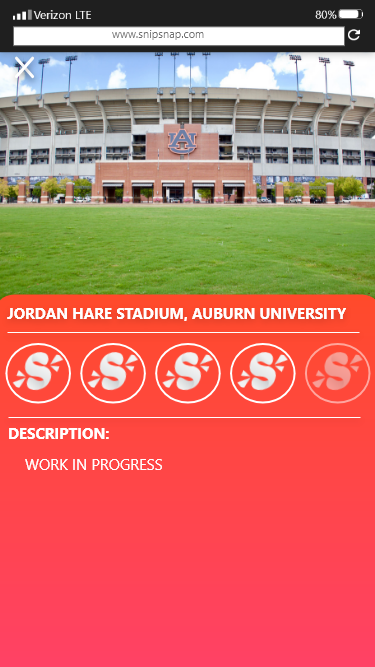 Verizon LTE
80%
www.snipsnap.com
AU
JORDAN HARE STADIUM, AUBURN UNIVERSITY
S S S S S
DESCRIPTION:
WORK IN PROGRESS